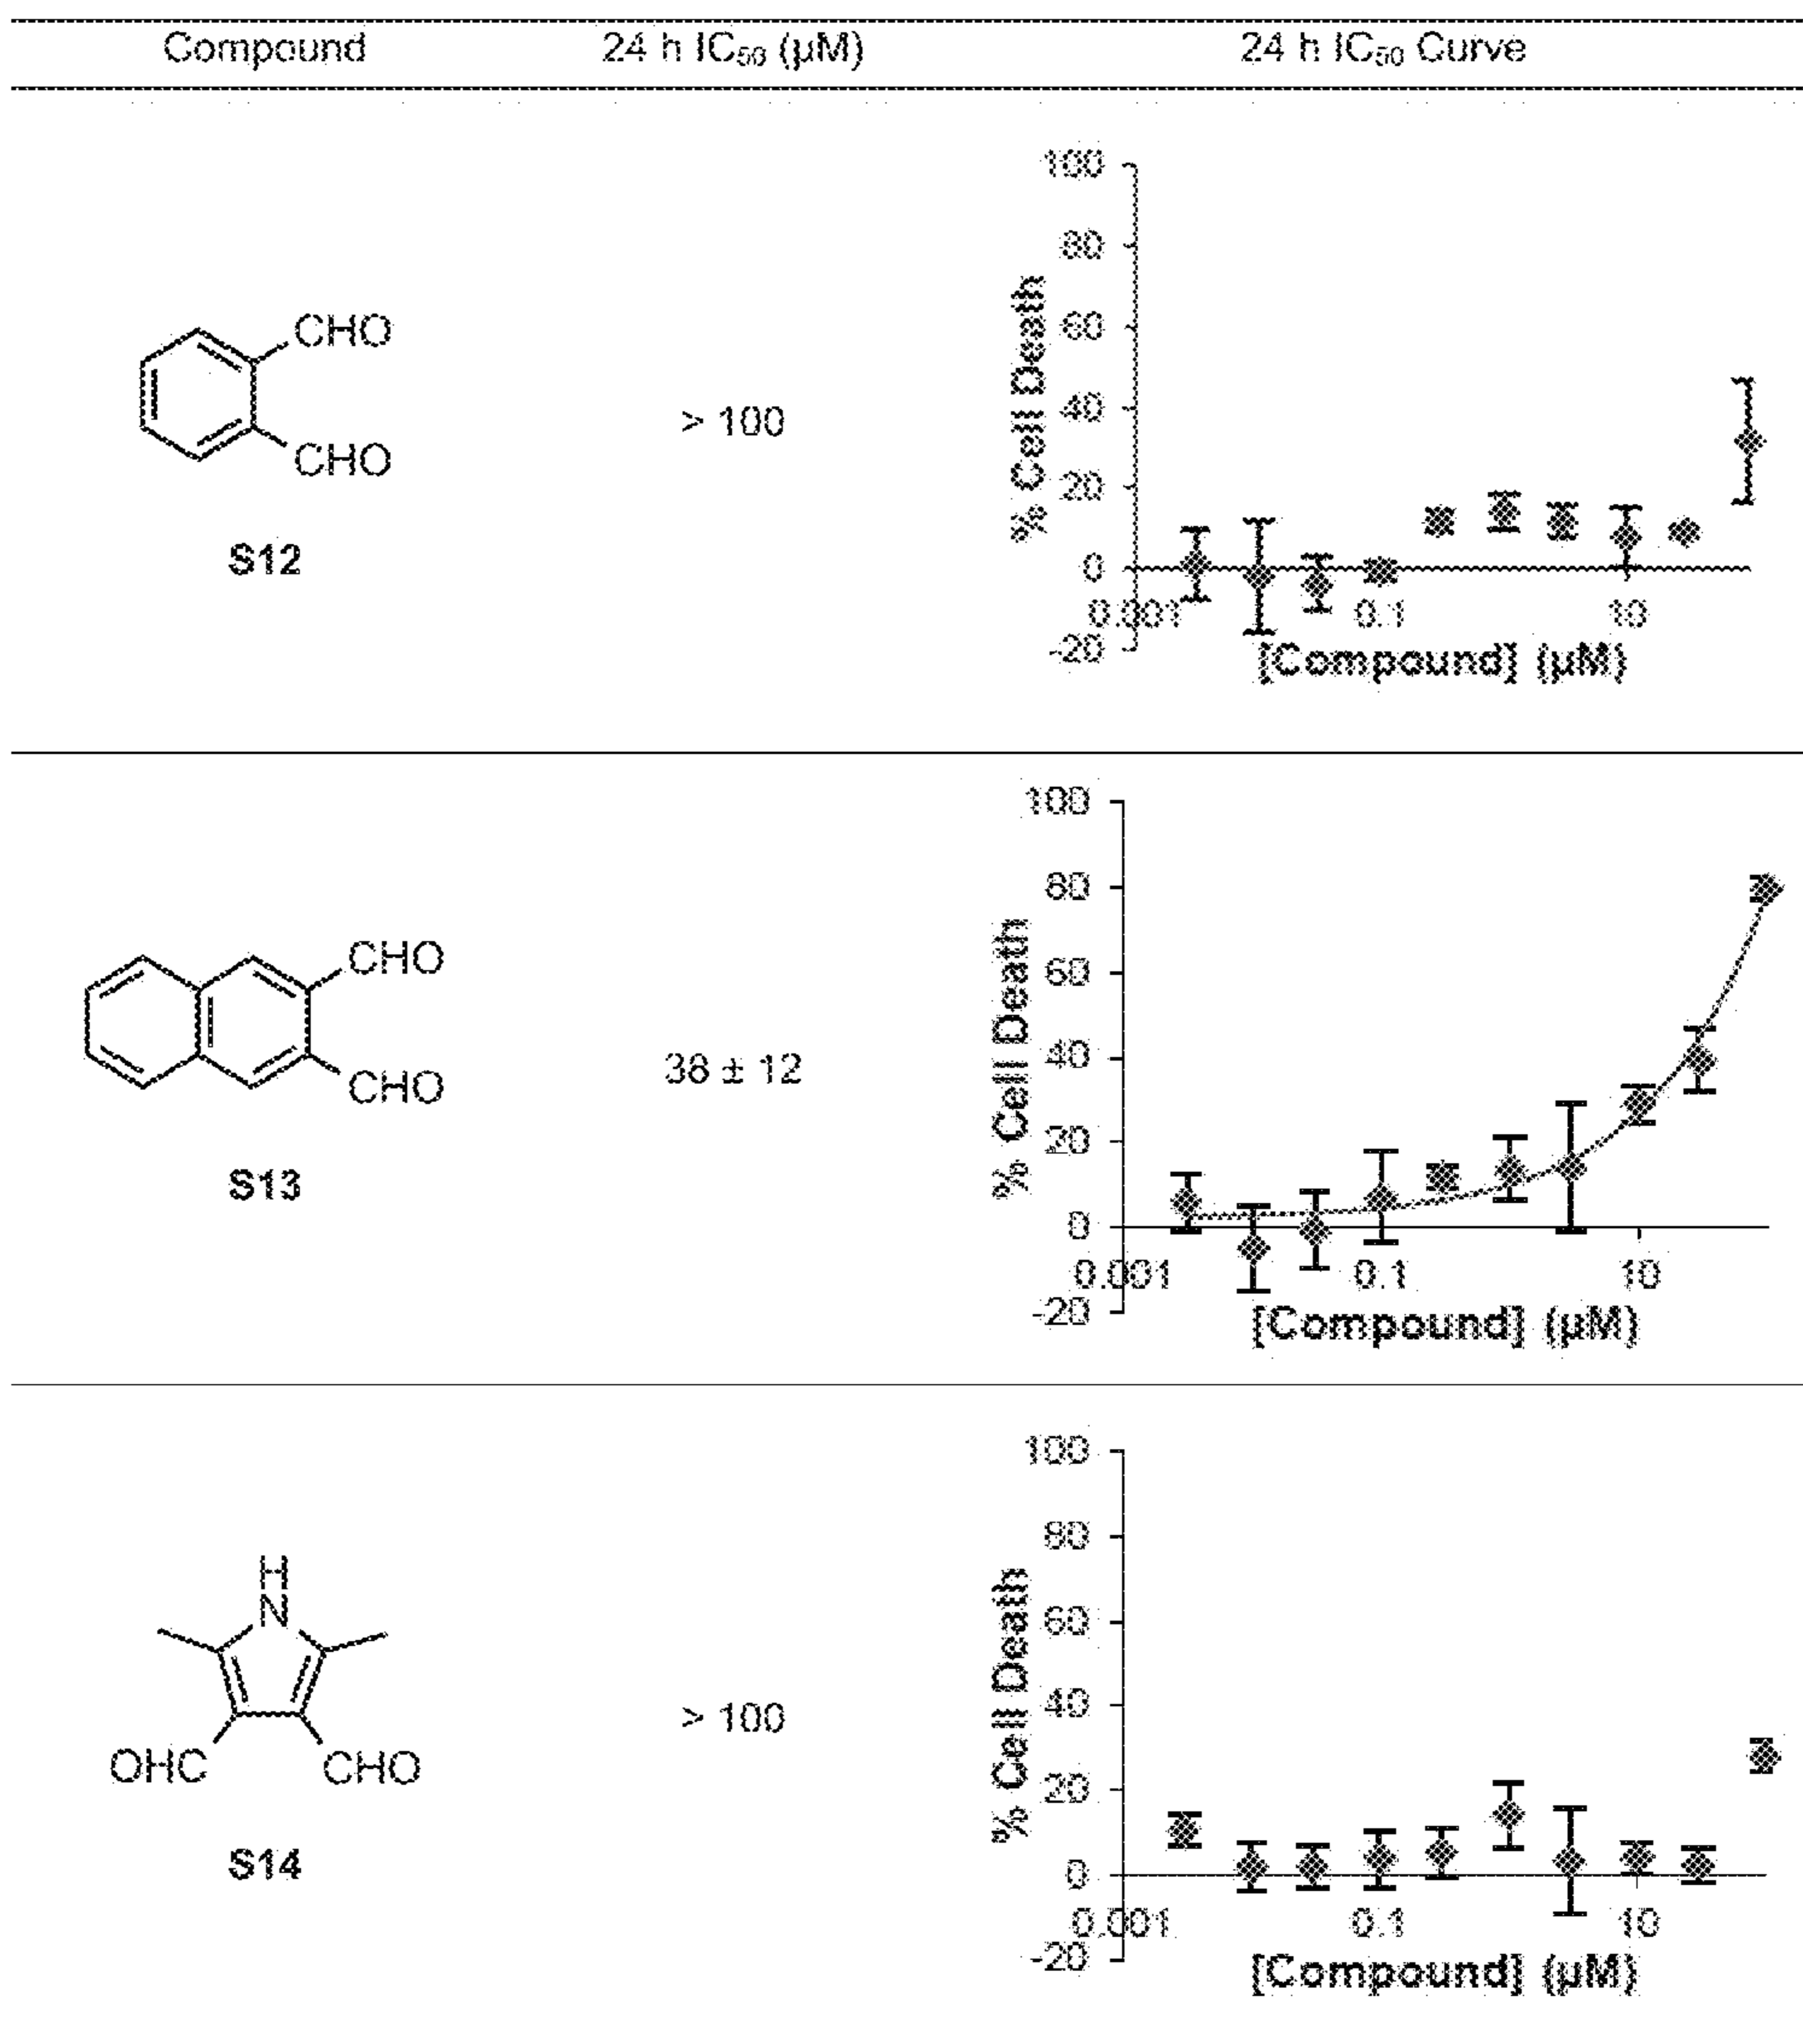 Compound 24 h IC₅₀ (µM) 24 h IC₅₀ Curve
CHO
CHO
S12
> 100
% Cell Death
100
80
60
40
20
0
-20
0.001 0.1 10
[Compound] (µM)
CHO
CHO
S13
38 ± 12
% Cell Death
100
80
60
40
20
0
-20
0.001 0.1 10
[Compound] (µM)
H
N
OHC CHO
S14
> 100
% Cell Death
100
80
60
40
20
0
-20
0.001 0.1 10
[Compound] (µM)